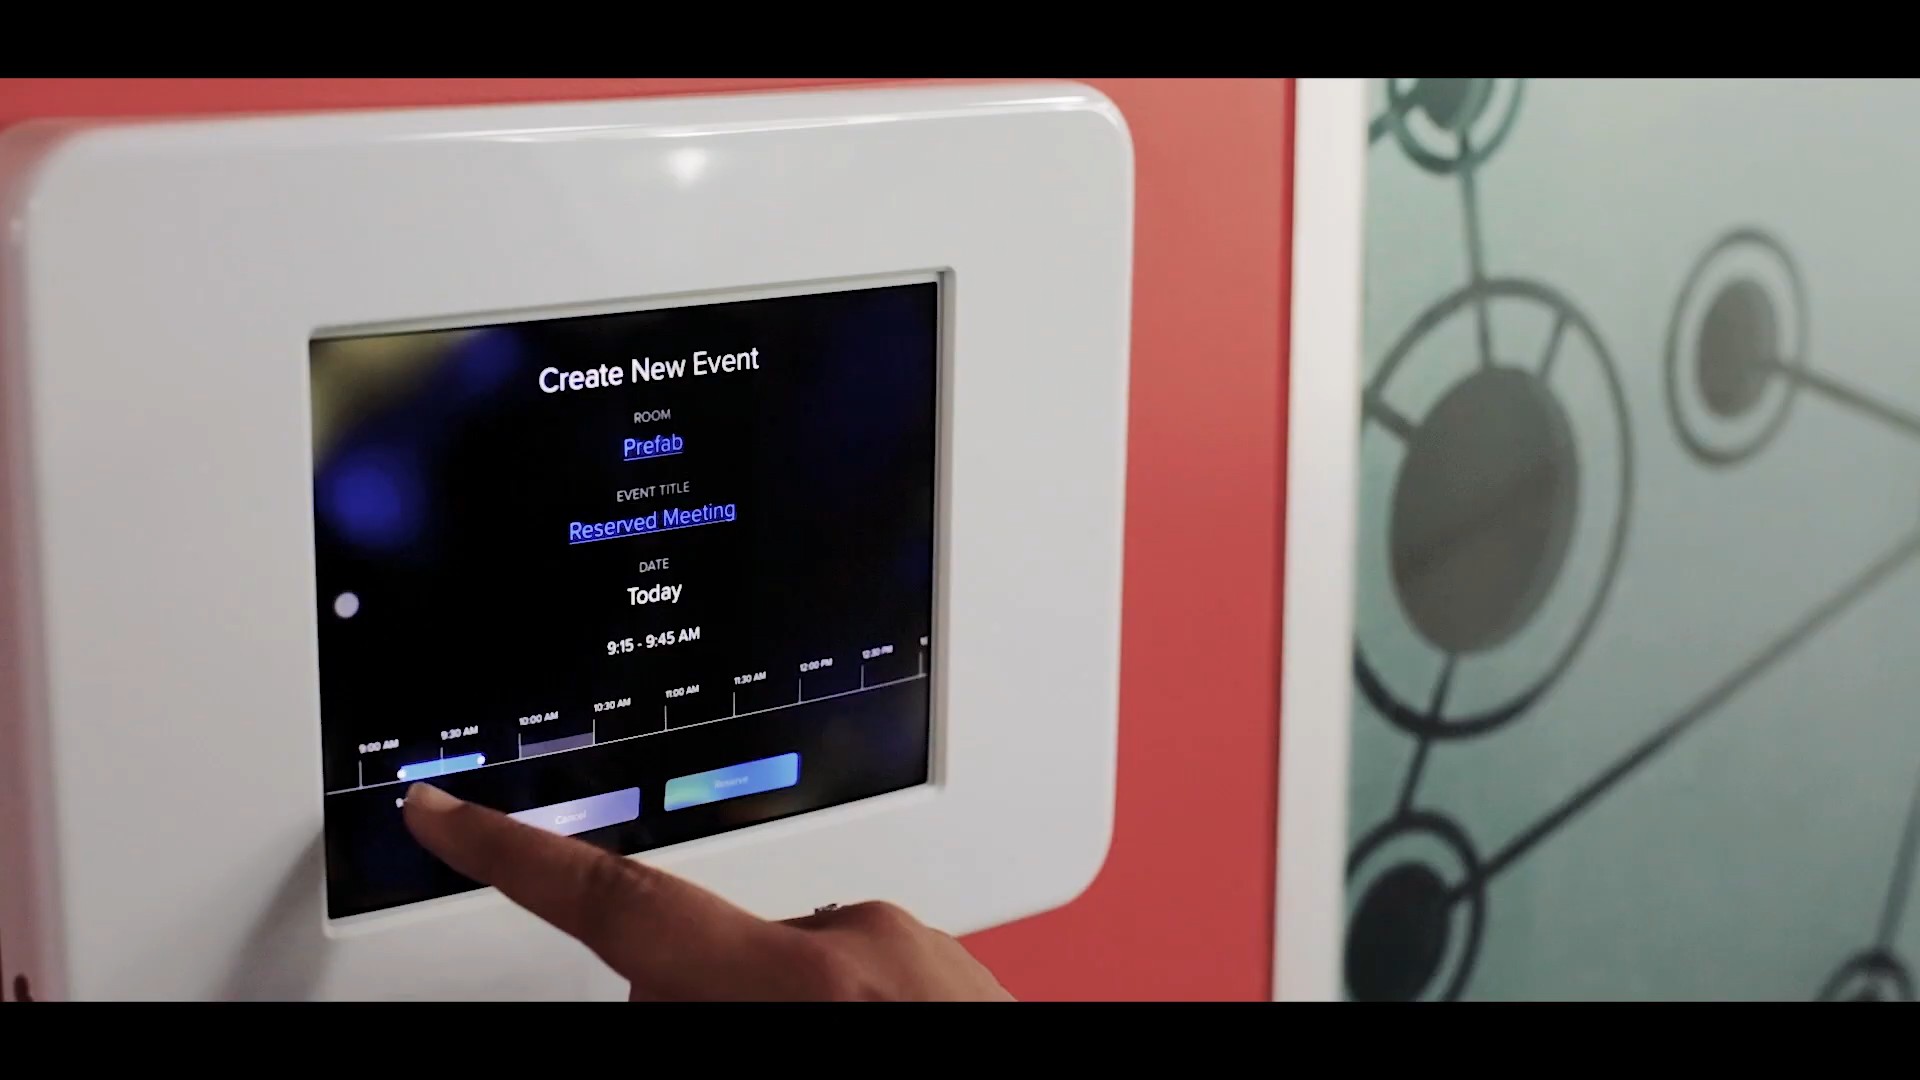 Create New Event
ROOM
Prefab
EVENT TITLE
Reserved Meeting
DATE
Today
9:15 - 9:45 AM
9:00 AM 9:30 AM 10:00 AM 10:30 AM 11:00 AM 11:30 AM 12:00 PM 12:30 PM
Cancel Reserve